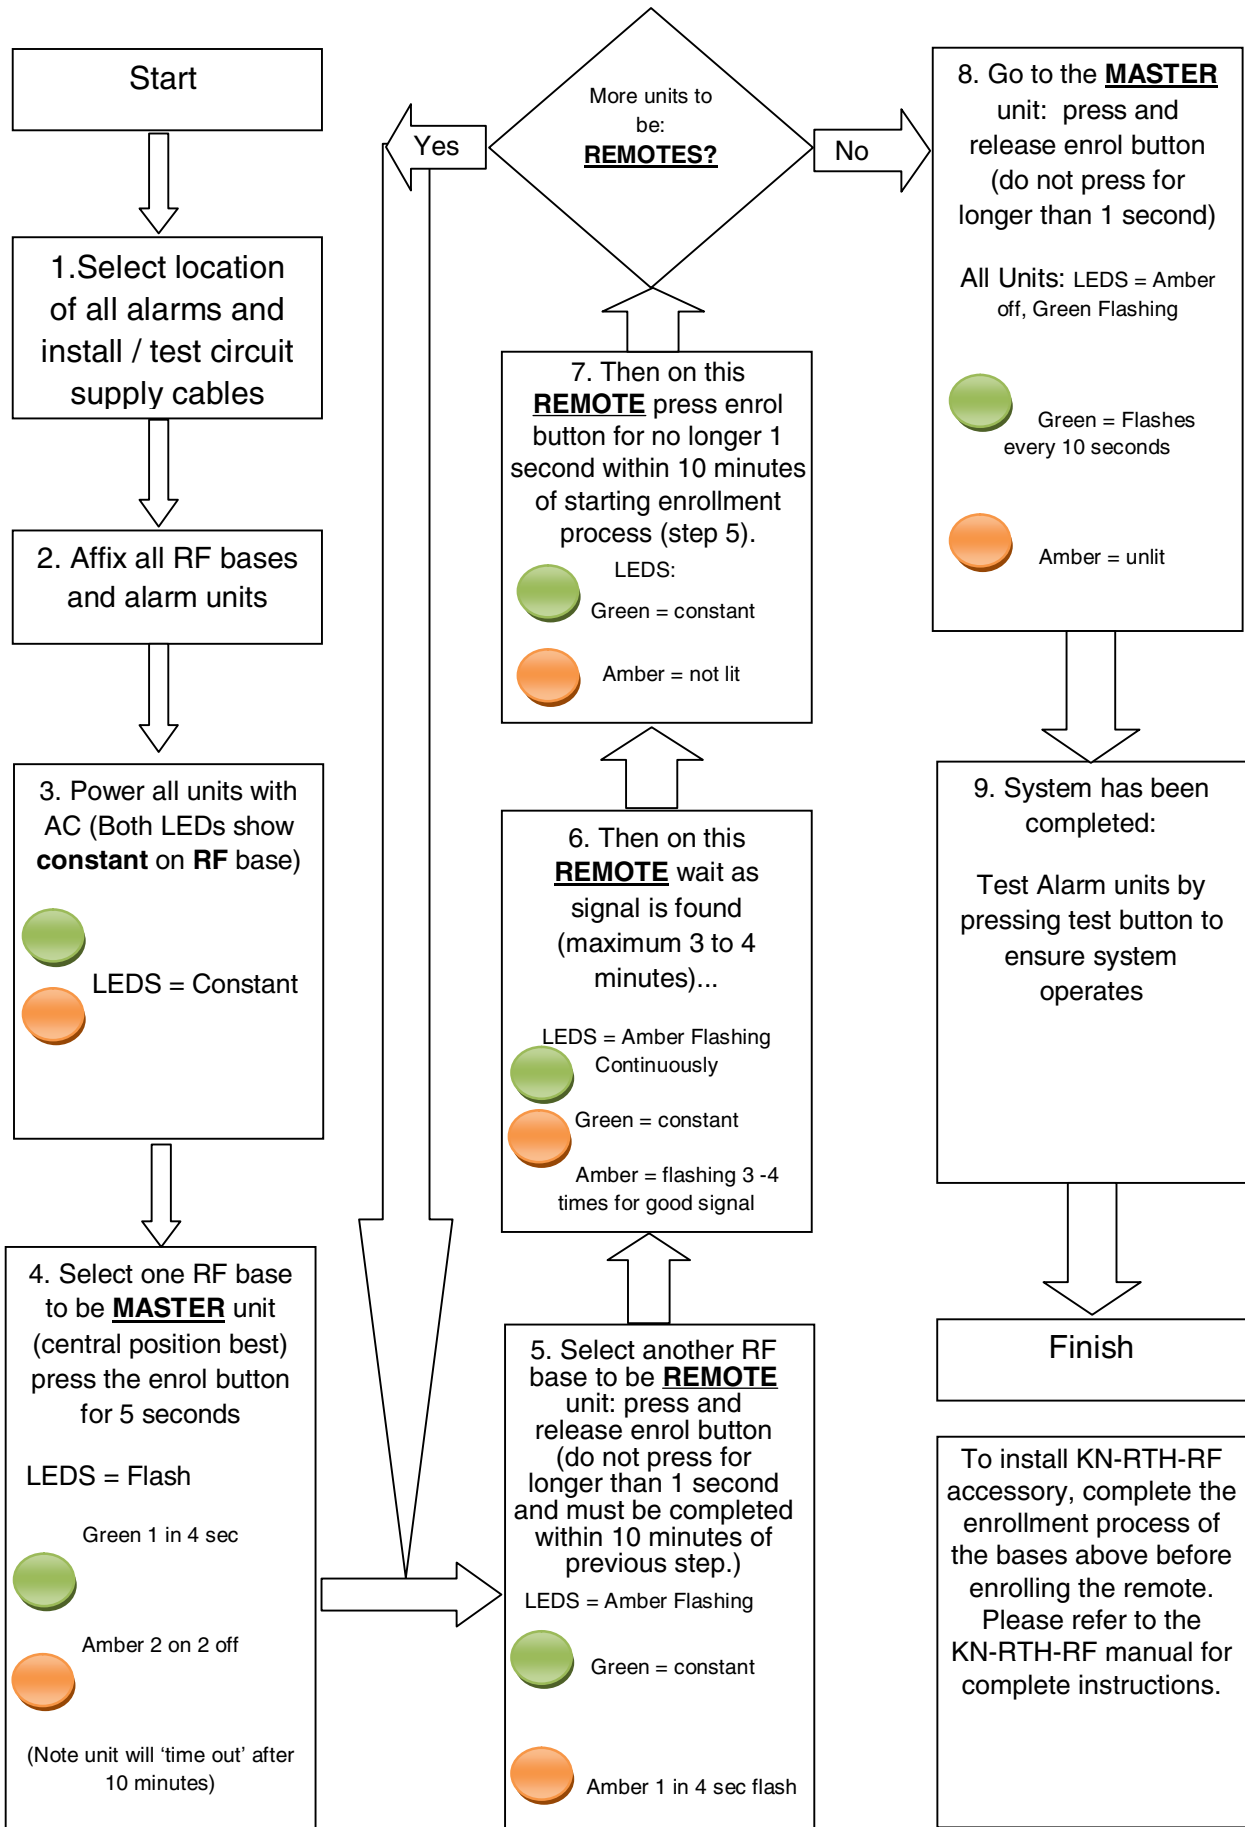 Start
1.Select location
of all alarms and
install / test circuit
supply cables
2. Affix all RF bases
and alarm units
3. Power all units with
AC (Both LEDs show
constant on RF base)
LEDS = Constant
4. Select one RF base
to be MASTER unit
(central position best)
press the enrol button
for 5 seconds
LEDS = Flash
Green 1 in 4 sec
Amber 2 on 2 off
(Note unit will ‘time out’ after
10 minutes)
5. Select another RF
base to be REMOTE
unit: press and
release enrol button
(do not press for
longer than 1 second
and must be completed
within 10 minutes of
previous step.)
LEDS = Amber Flashing
Green = constant
Amber 1 in 4 sec flash
6. Then on this
REMOTE wait as
signal is found
(maximum 3 to 4
minutes)...
LEDS = Amber Flashing
Continuously
Green = constant
Amber = flashing 3 -4
times for good signal
7. Then on this
REMOTE press enrol
button for no longer 1
second within 10 minutes
of starting enrollment
process (step 5).
LEDS:
Green = constant
Amber = not lit
More units to
be:
REMOTES?
Yes
No
8. Go to the MASTER
unit: press and
release enrol button
(do not press for
longer than 1 second)
All Units: LEDS = Amber
off, Green Flashing
Green = Flashes
every 10 seconds
Amber = unlit
9. System has been
completed:
Test Alarm units by
pressing test button to
ensure system
operates
Finish
To install KN-RTH-RF
accessory, complete the
enrollment process of
the bases above before
enrolling the remote.
Please refer to the
KN-RTH-RF manual for
complete instructions.